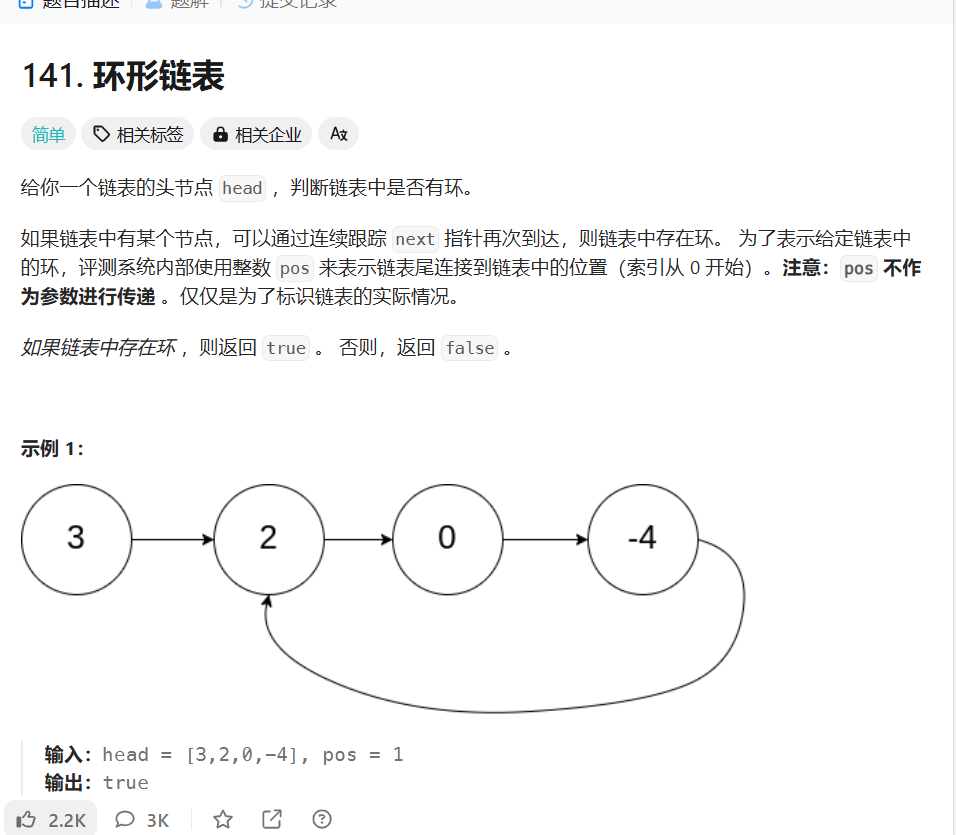 题目描述 题解 提交记录
141. 环形链表
简单 相关标签 相关企业 Ax
给你一个链表的头节点 head ，判断链表中是否有环。
如果链表中有某个节点，可以通过连续跟踪 next 指针再次到达，则链表中存在环。 为了表示给定链表中
的环，评测系统内部使用整数 pos 来表示链表尾连接到链表中的位置（索引从 0 开始）。注意：pos 不作
为参数进行传递 。仅仅是为了标识链表的实际情况。
如果链表中存在环 ，则返回 true 。 否则，返回 false 。
示例 1：
3 2 0 -4
输入：head = [3,2,0,-4], pos = 1
输出：true
2.2K 3K